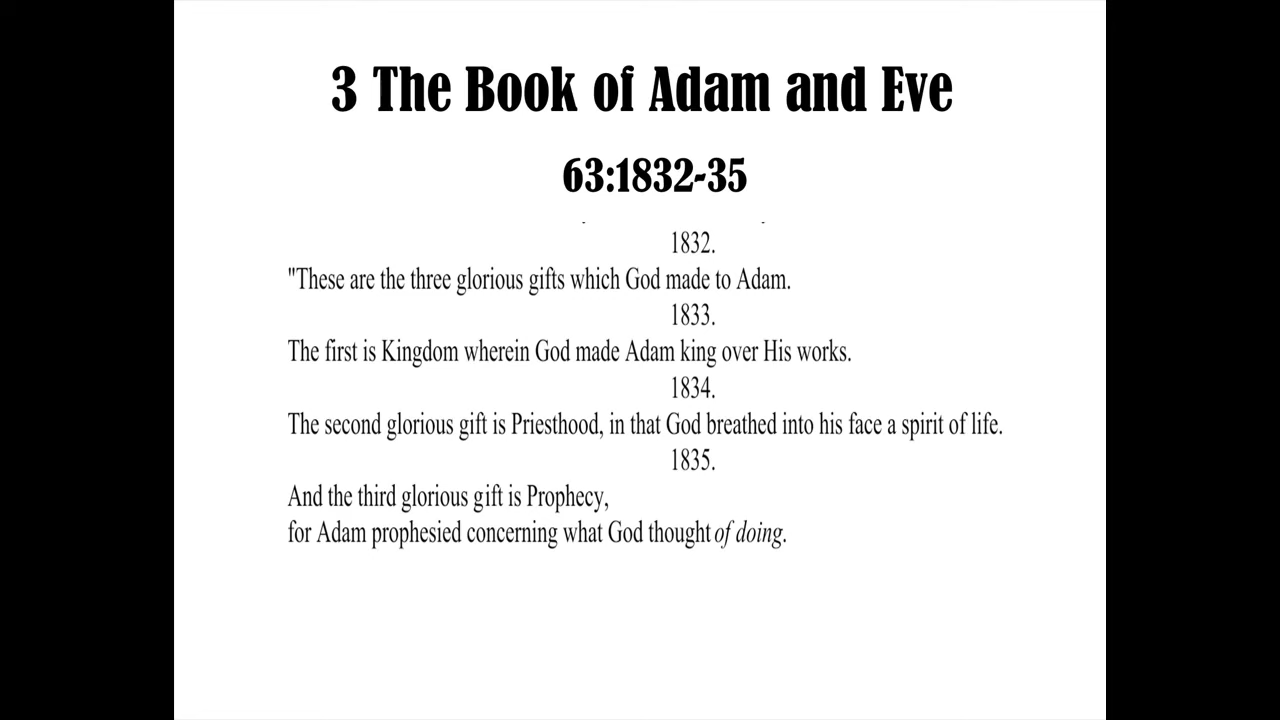 3 The Book of Adam and Eve
63:1832-35
1832.
"These are the three glorious gifts which God made to Adam.
1833.
The first is Kingdom wherein God made Adam king over His works.
1834.
The second glorious gift is Priesthood, in that God breathed into his face a spirit of life.
1835.
And the third glorious gift is Prophecy,
for Adam prophesied concerning what God thought of doing.